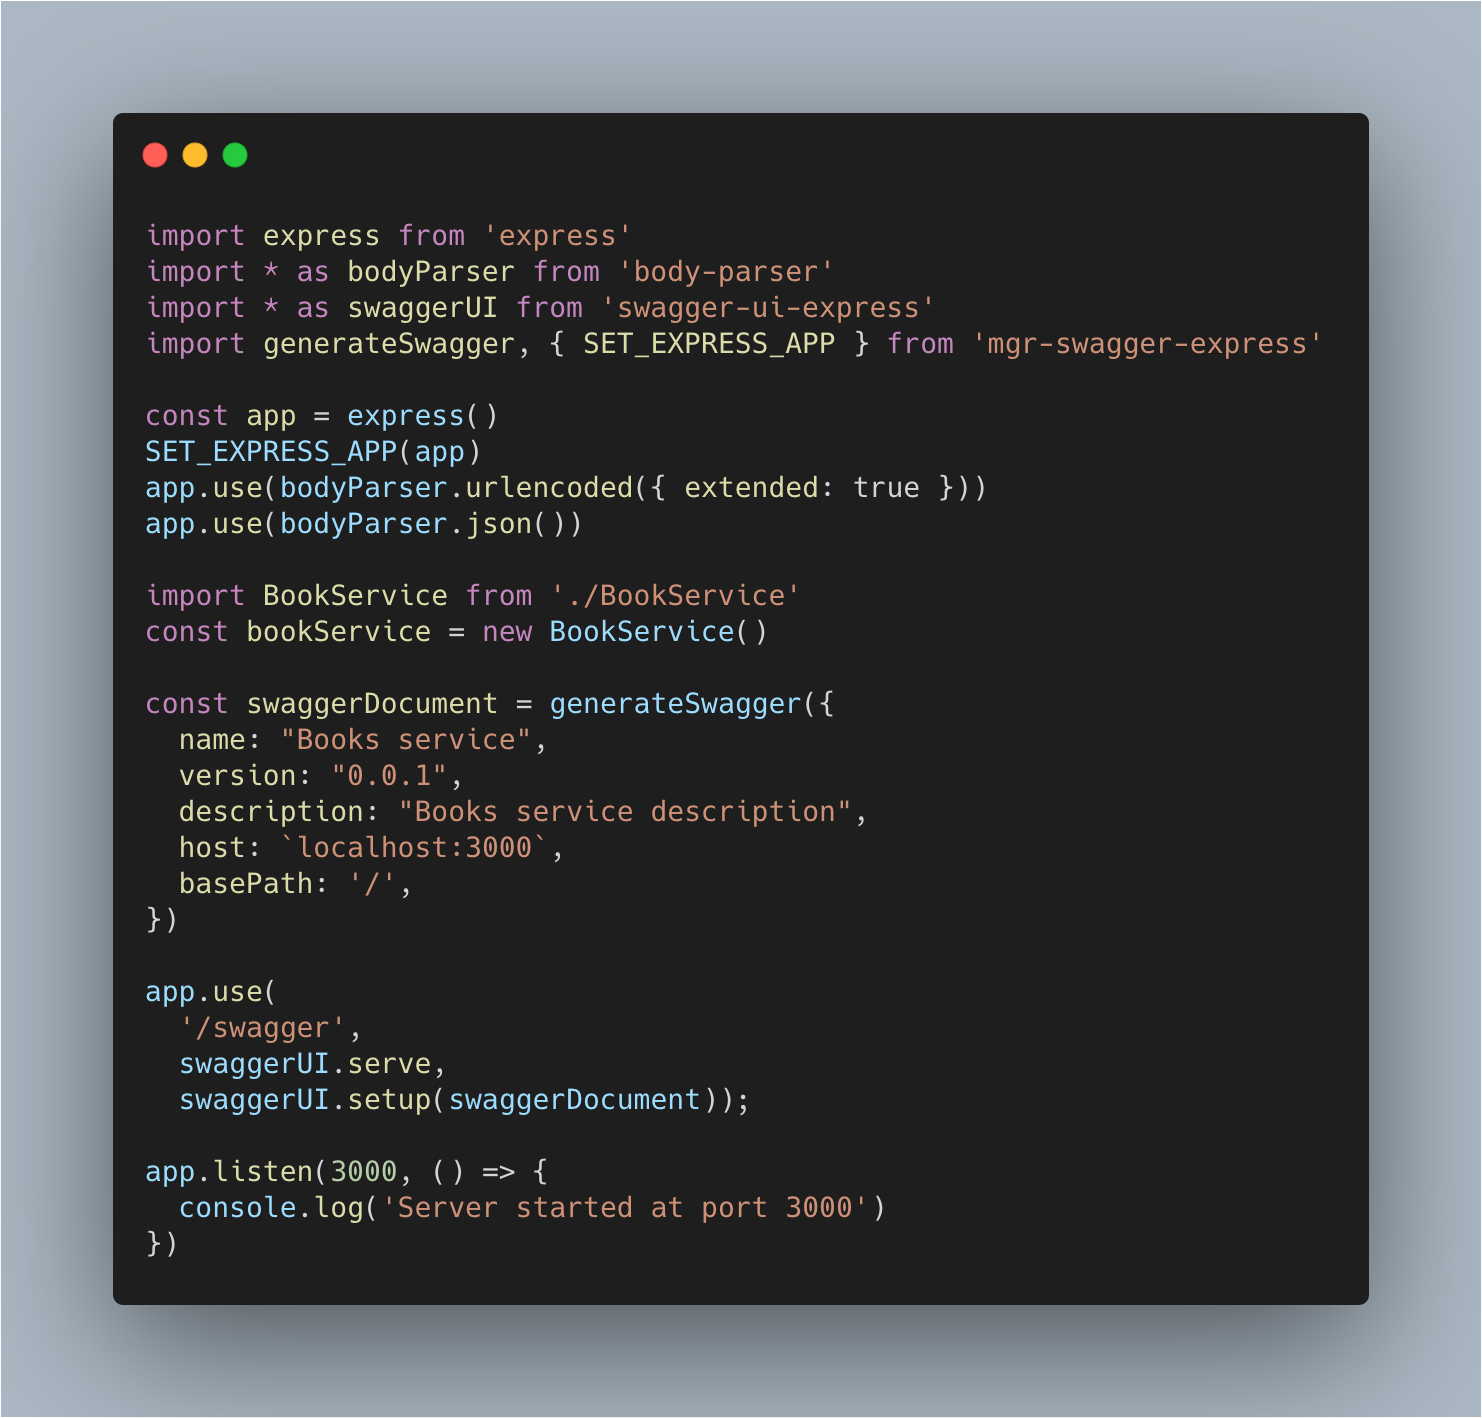 import express from 'express'
import * as bodyParser from 'body-parser'
import * as swaggerUI from 'swagger-ui-express'
import generateSwagger, { SET_EXPRESS_APP } from 'mgr-swagger-express'

const app = express()
SET_EXPRESS_APP(app)
app.use(bodyParser.urlencoded({ extended: true }))
app.use(bodyParser.json())

import BookService from './BookService'
const bookService = new BookService()

const swaggerDocument = generateSwagger({
  name: "Books service",
  version: "0.0.1",
  description: "Books service description",
  host: `localhost:3000`,
  basePath: '/',
})

app.use(
  '/swagger',
  swaggerUI.serve,
  swaggerUI.setup(swaggerDocument));

app.listen(3000, () => {
  console.log('Server started at port 3000')
})